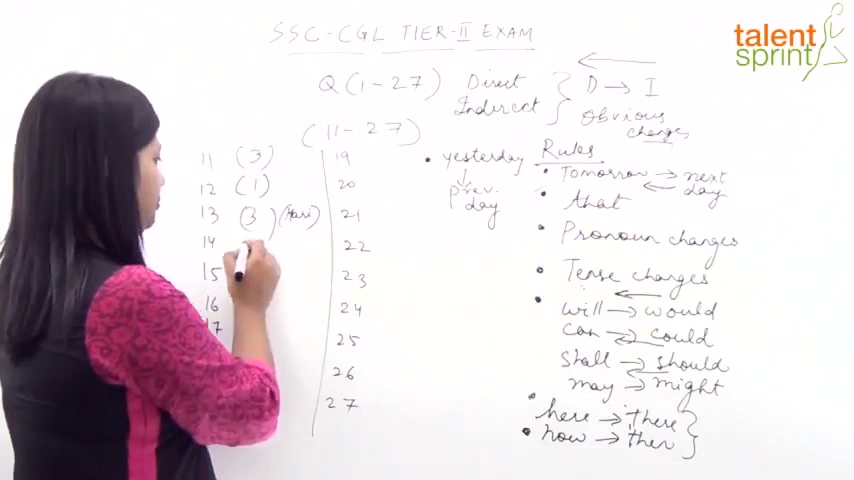 SSC-CGL TIER-II EXAM
talent
sprint
Q (1-27) Direct
Indirect
D → I
Obvious
changes
(11-27)
11 (3)
12 (1)
13 (3)
14
15
16
17
19
20
21
22
23
24
25
26
27
• yesterday
↓
Prev.
day
Rules
• Tomorrow → next
day
• that
• Pronoun changes
• Tense changes
• will → would
can → could
shall → should
may → might
• here → there
• now → then